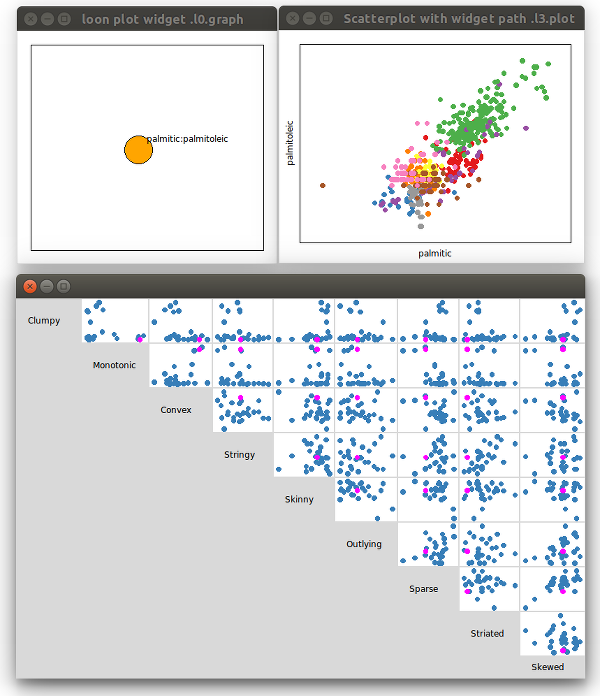 loon plot widget .l0.graph
Scatterplot with widget path .l3.plot
palmitic:palmitoleic
palmitoleic
palmitic
Clumpy
Monotonic
Convex
Stringy
Skinny
Outlying
Sparse
Striated
Skewed